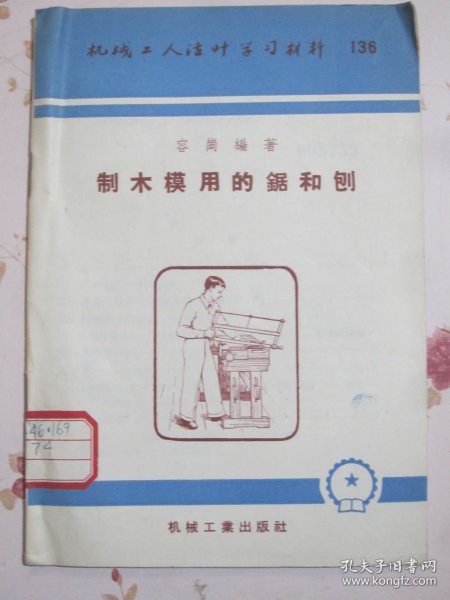 机械工人活叶学习材料 136
容崗編著
制木模用的鋸和刨
46*169
74
机械工業出版社
孔夫子旧书网
www.kongfz.com